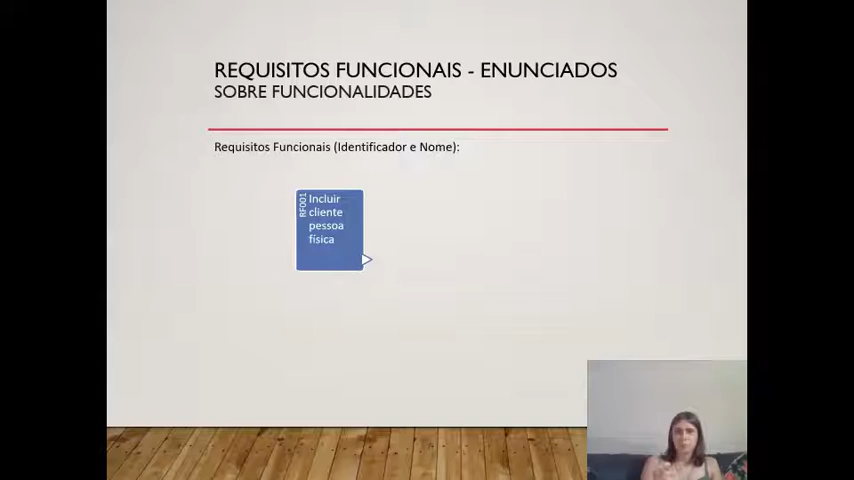 REQUISITOS FUNCIONAIS - ENUNCIADOS
SOBRE FUNCIONALIDADES
Requisitos Funcionais (Identificador e Nome):
RF001
Incluir
cliente
pessoa
física